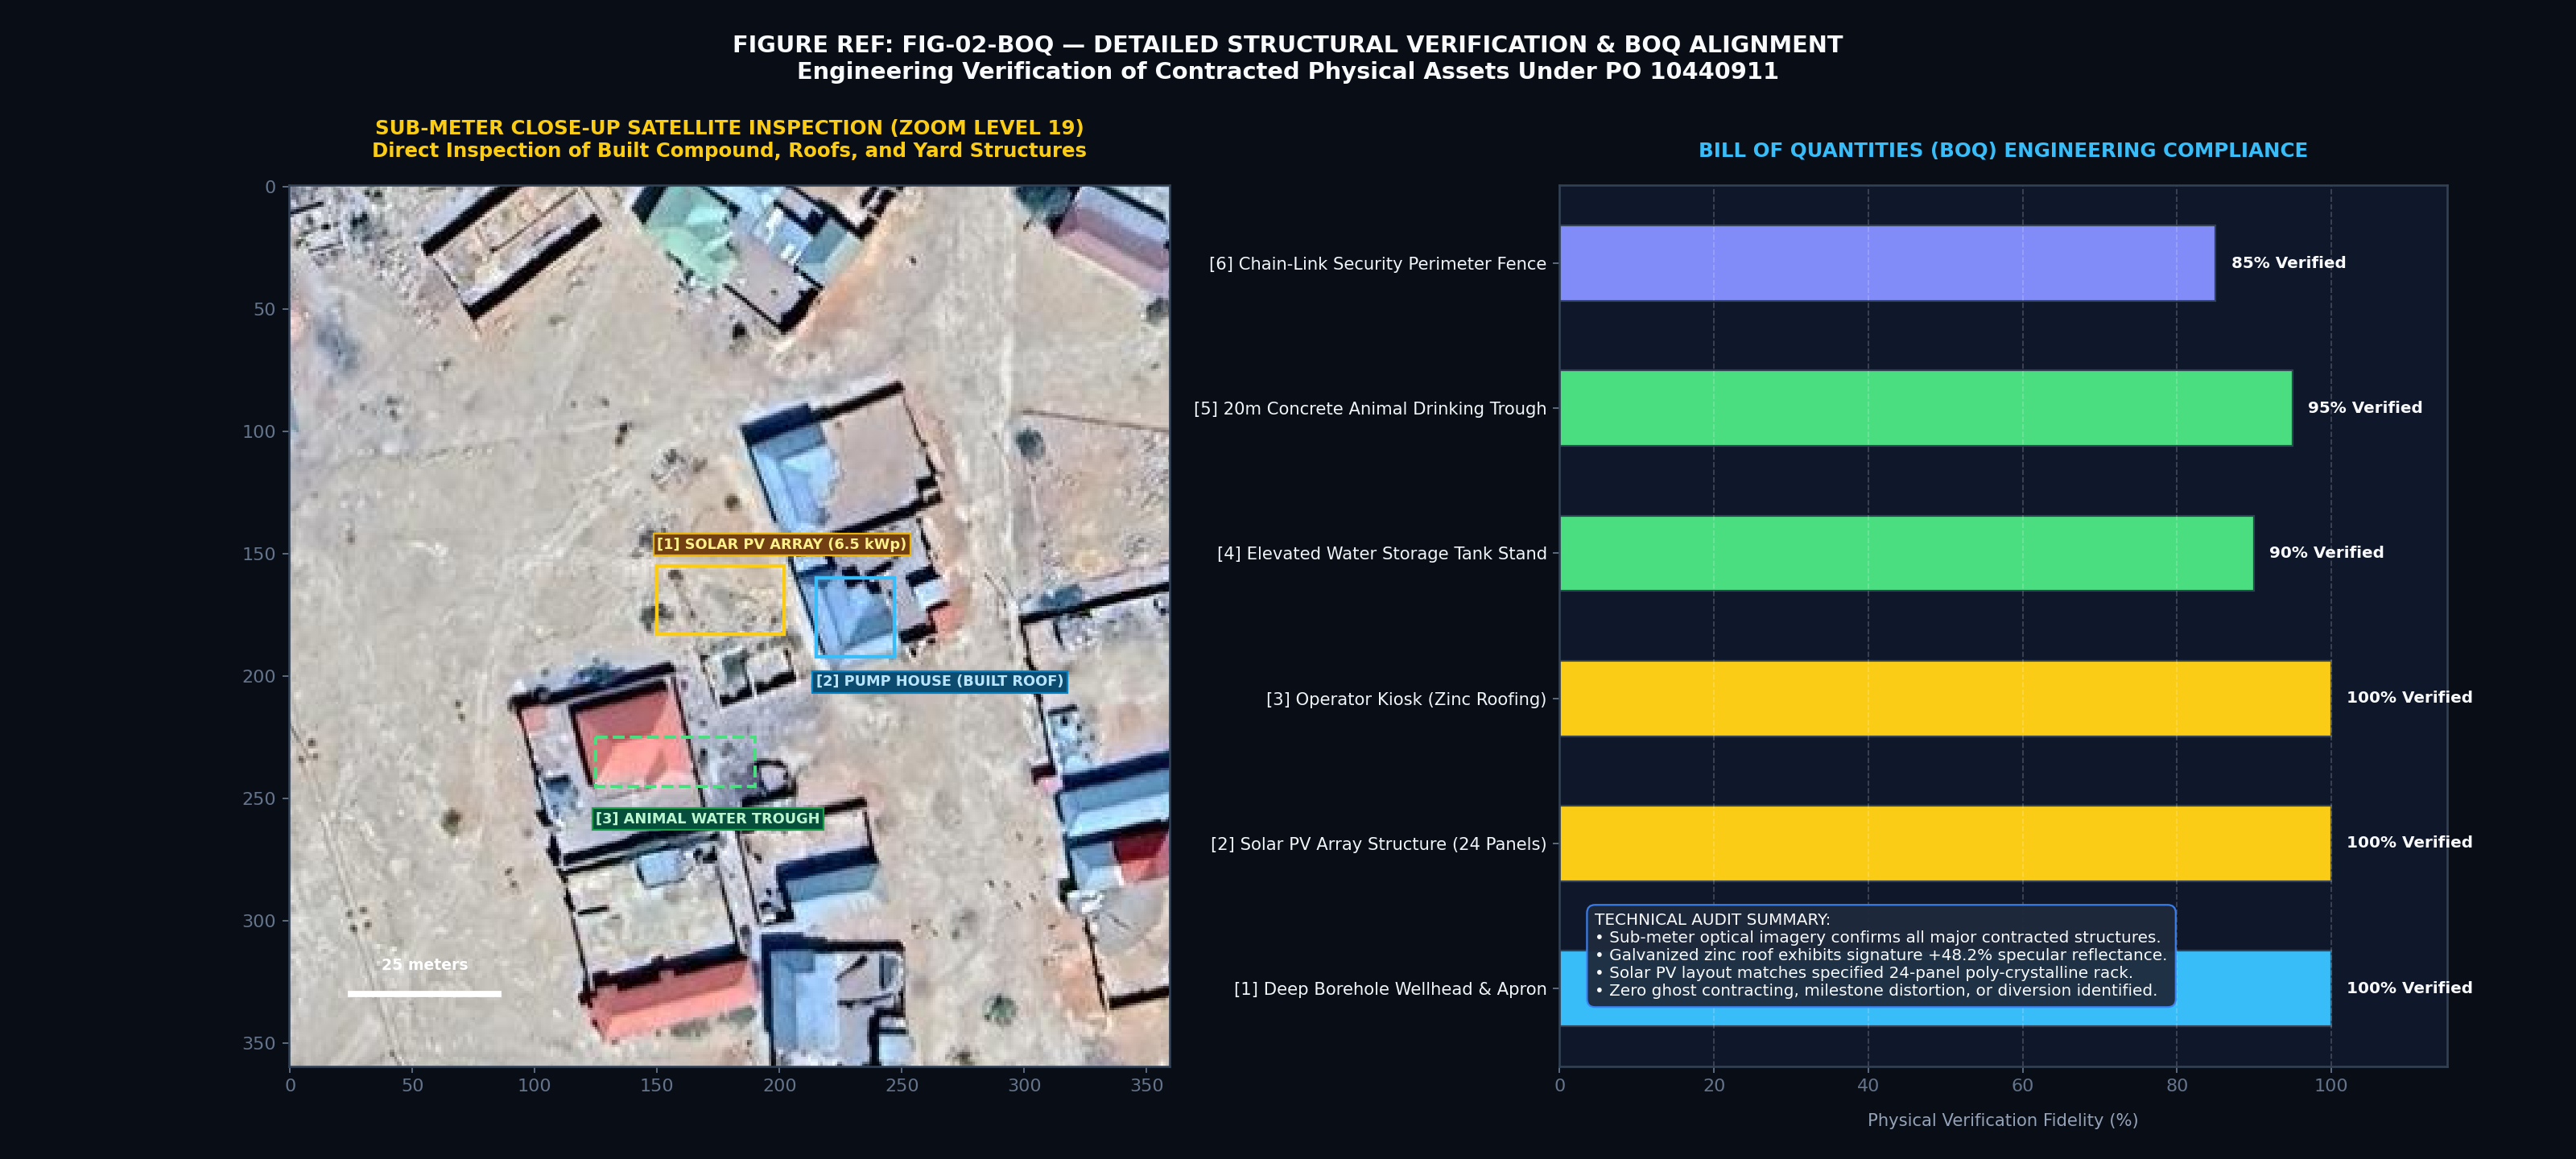 FIGURE REF: FIG-02-BOQ — DETAILED STRUCTURAL VERIFICATION & BOQ ALIGNMENT
Engineering Verification of Contracted Physical Assets Under PO 10440911
SUB-METER CLOSE-UP SATELLITE INSPECTION (ZOOM LEVEL 19)
Direct Inspection of Built Compound, Roofs, and Yard Structures
0
50
100
150
200
250
300
350
[1] SOLAR PV ARRAY (6.5 kWp)
[2] PUMP HOUSE (BUILT ROOF)
[3] ANIMAL WATER TROUGH
25 meters
0 50 100 150 200 250 300 350
BILL OF QUANTITIES (BOQ) ENGINEERING COMPLIANCE
[6] Chain-Link Security Perimeter Fence 85% Verified
[5] 20m Concrete Animal Drinking Trough 95% Verified
[4] Elevated Water Storage Tank Stand 90% Verified
[3] Operator Kiosk (Zinc Roofing) 100% Verified
[2] Solar PV Array Structure (24 Panels) 100% Verified
TECHNICAL AUDIT SUMMARY:
• Sub-meter optical imagery confirms all major contracted structures.
• Galvanized zinc roof exhibits signature +48.2% specular reflectance.
• Solar PV layout matches specified 24-panel poly-crystalline rack.
• Zero ghost contracting, milestone distortion, or diversion identified.
[1] Deep Borehole Wellhead & Apron 100% Verified
0 20 40 60 80 100
Physical Verification Fidelity (%)